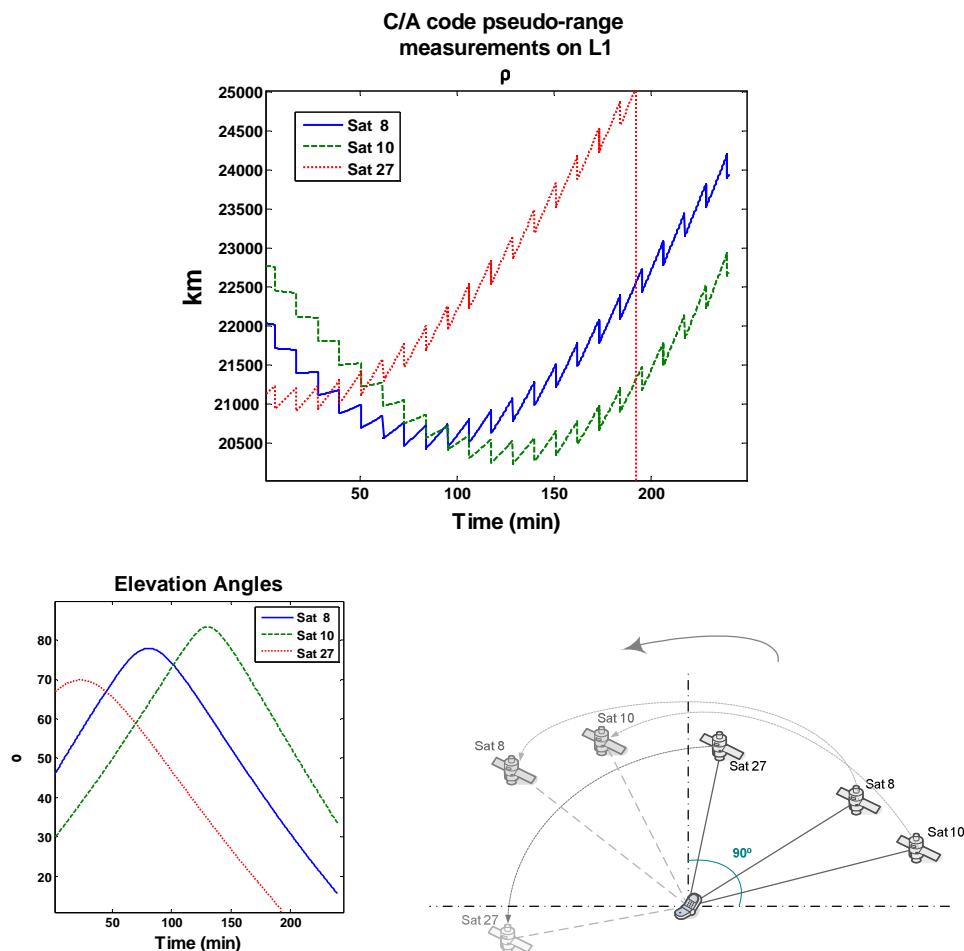 C/A code pseudo-range
measurements on L1
ρ
25000
24500
24000
23500
23000
22500
22000
21500
21000
20500
km
Sat 8
Sat 10
Sat 27
50
100
150
200
Time (min)
Elevation Angles
80
70
60
50
40
30
20
o
Sat 8
Sat 10
Sat 27
50
100
150
200
Time (min)
Sat 10
Sat 8
Sat 27
Sat 8
Sat 10
90º
Sat 27